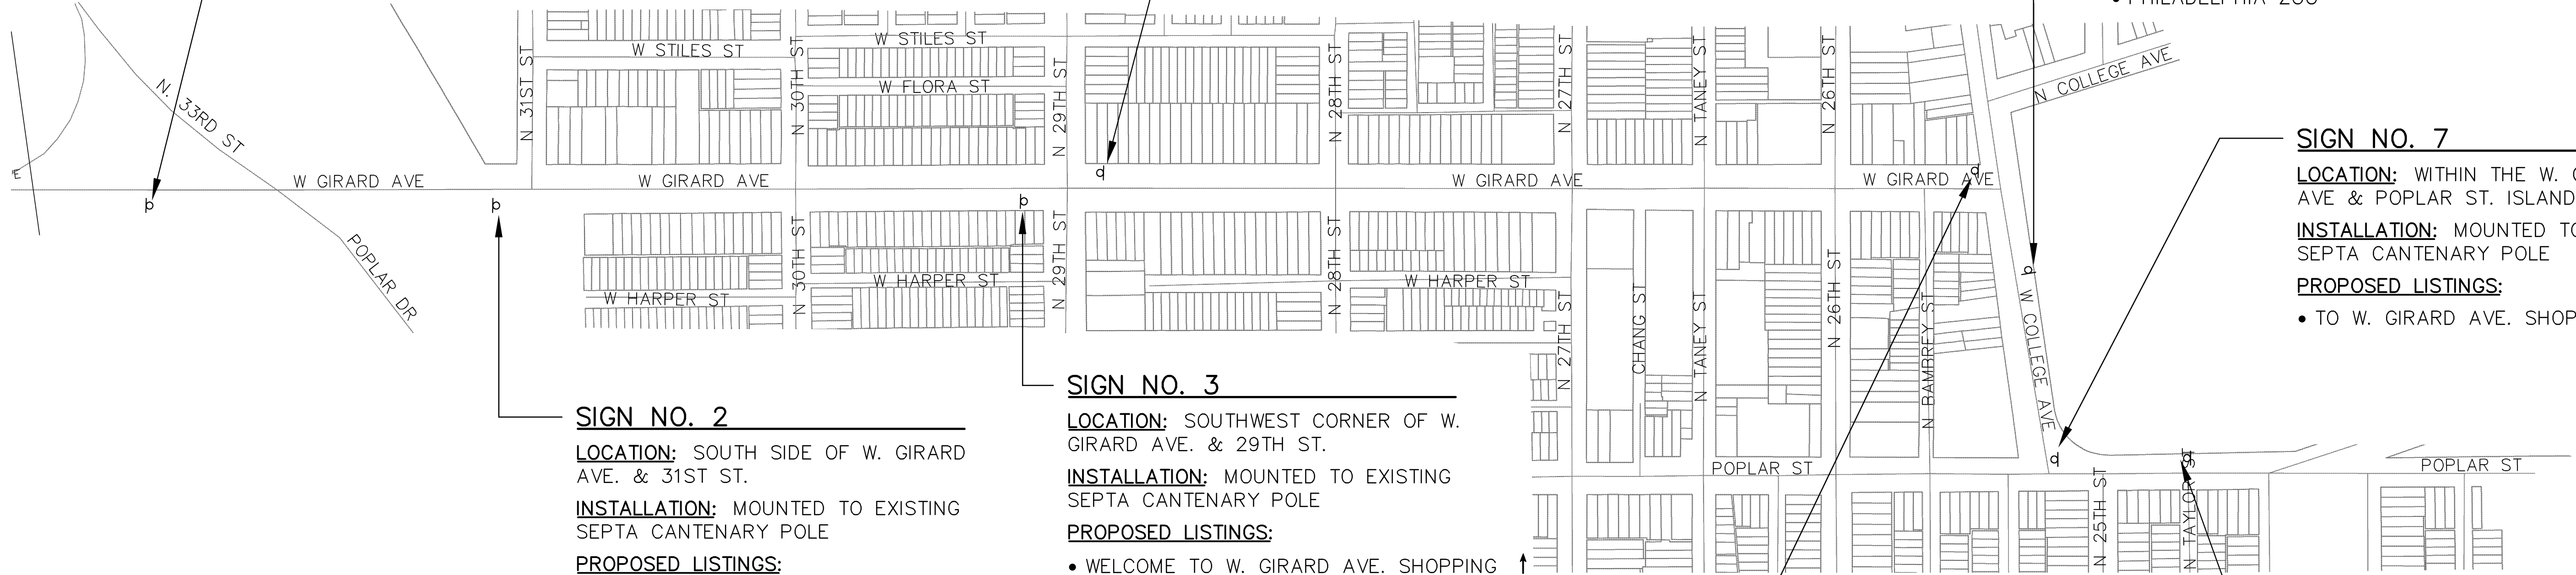 • PHILADELPHIA ZOO
W STILES ST
W STILES ST
N 31ST ST
N 30TH ST
N 29TH ST
N 28TH ST
N 27TH ST
N TANEY ST
N 26TH ST
N COLLEGE AVE
N. 33RD ST
W FLORA ST
SIGN NO. 7
LOCATION: WITHIN THE W. G
AVE & POPLAR ST. ISLAND
INSTALLATION: MOUNTED TO
SEPTA CANTENARY POLE
PROPOSED LISTINGS:
• TO W. GIRARD AVE. SHOP
W GIRARD AVE
W GIRARD AVE
W GIRARD AVE
W GIRARD AVE
POPLAR DR
N 30TH ST
N 29TH ST
N 28TH ST
N 27TH ST
CHANG ST
N TANEY ST
N 26TH ST
N BAMBREY ST
W COLLEGE AVE
W HARPER ST
W HARPER ST
W HARPER ST
SIGN NO. 2
LOCATION: SOUTH SIDE OF W. GIRARD
AVE. & 31ST ST.
INSTALLATION: MOUNTED TO EXISTING
SEPTA CANTENARY POLE
PROPOSED LISTINGS:
SIGN NO. 3
LOCATION: SOUTHWEST CORNER OF W.
GIRARD AVE. & 29TH ST.
INSTALLATION: MOUNTED TO EXISTING
SEPTA CANTENARY POLE
PROPOSED LISTINGS:
• WELCOME TO W. GIRARD AVE. SHOPPING
POPLAR ST
POPLAR ST
N 25TH ST
N TAYLOR ST